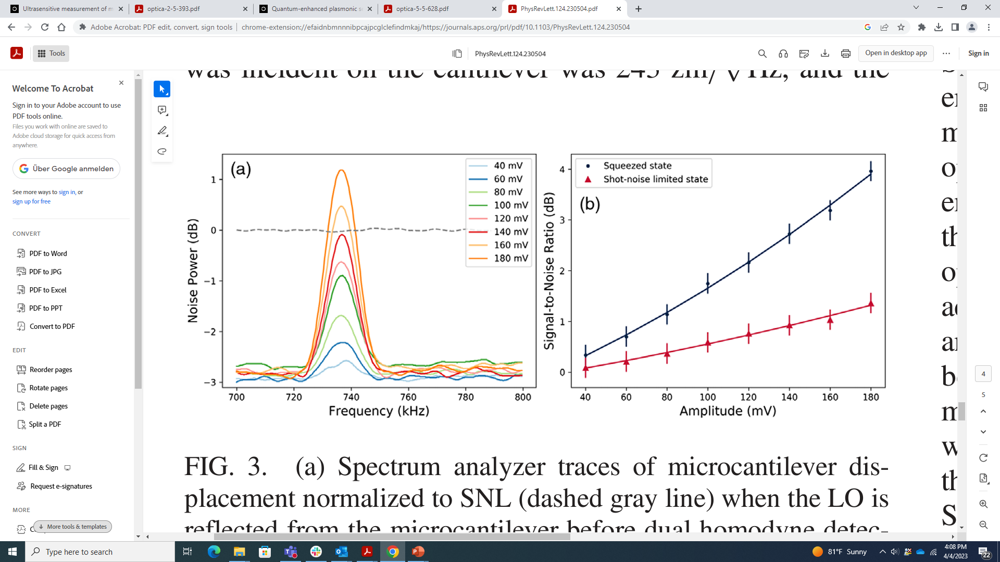 Ultrasensitive measurement of m
optica-2-5-393.pdf
Quantum-enhanced plasmonic se
optica-5-5-628.pdf
PhysRevLett.124.230504.pdf
Adobe Acrobat: PDF edit, convert, sign tools
chrome-extension://efaidnbmnnnibpcajpcglclefindmkaj/https://journals.aps.org/prl/pdf/10.1103/PhysRevLett.124.230504
Tools
PhysRevLett.124.230504
Open in desktop app
Sign in
Welcome To Acrobat
Sign in to your Adobe account to use
PDF tools online.
Files you work with online are saved to
Adobe cloud storage for quick access from
anywhere.
Über Google anmelden
See more ways to sign in, or
sign up for free
CONVERT
PDF to Word
PDF to JPG
PDF to Excel
PDF to PPT
Convert to PDF
EDIT
Reorder pages
Rotate pages
Delete pages
Split a PDF
SIGN
Fill & Sign
Request e-signatures
MORE
More tools & templates
was incident on the cantilever was 245 zm/√Hz, and the
(a)
40 mV
60 mV
80 mV
100 mV
120 mV
140 mV
160 mV
180 mV
Noise Power (dB)
1
0
−1
−2
−3
700 720 740 760 780 800
Frequency (kHz)
Squeezed state
Shot-noise limited state
(b)
Signal-to-Noise Ratio (dB)
4
3
2
1
0
40 60 80 100 120 140 160 180
Amplitude (mV)
FIG. 3. (a) Spectrum analyzer traces of microcantilever dis-
placement normalized to SNL (dashed gray line) when the LO is
reflected from the microcantilever before dual homodyne detec-
4
5
Type here to search
81°F Sunny
4:08 PM
4/4/2023
22